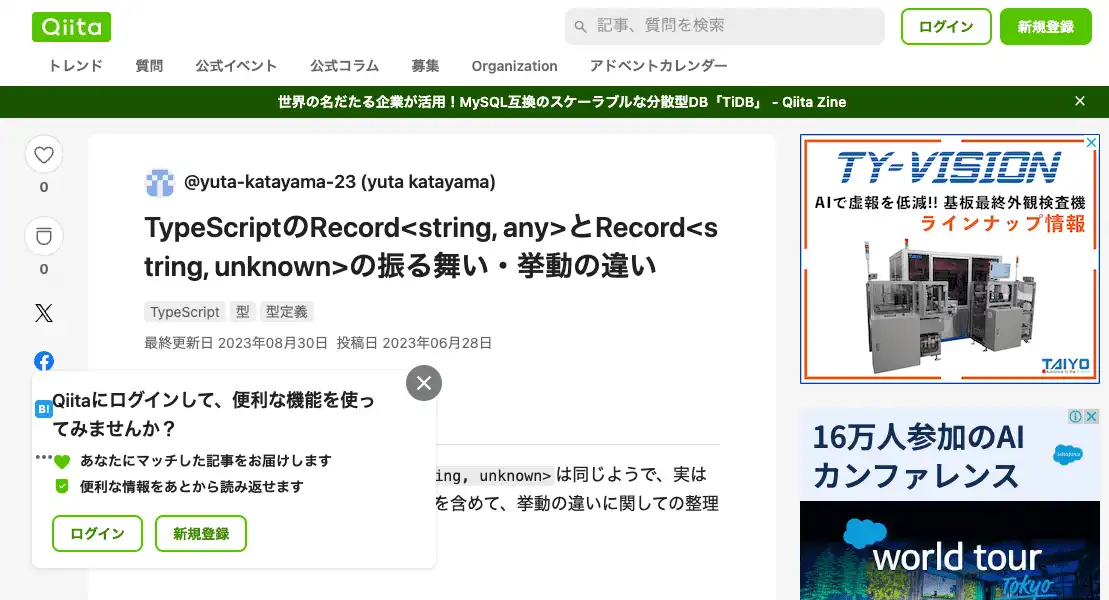 Qiita
記事、質問を検索
ログイン
新規登録
トレンド
質問
公式イベント
公式コラム
募集
Organization
アドベントカレンダー
世界の名だたる企業が活用！MySQL互換のスケーラブルな分散型DB「TiDB」 - Qiita Zine
0
0
@yuta-katayama-23 (yuta katayama)
TypeScriptのRecord<string, any>とRecord<s
tring, unknown>の振る舞い・挙動の違い
TypeScript 型 型定義
最終更新日 2023年08月30日 投稿日 2023年06月28日
ing, unknown>は同じようで、実は
を含めて、挙動の違いに関しての整理
B!
Qiitaにログインして、便利な機能を使っ
てみませんか？
あなたにマッチした記事をお届けします
便利な情報をあとから読み返せます
ログイン
新規登録
TY-VISION
AIで虚報を低減!! 基板最終外観検査機
ラインナップ情報
TAIYO
16万人参加のAI
カンファレンス
salesforce
world tour
Tokyo